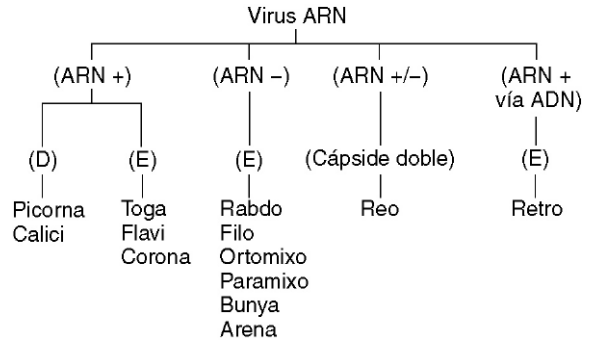 Virus ARN
(ARN +)
(ARN –)
(ARN +/–)
(ARN +
vía ADN)
(D)
(E)
(E)
(Cápside doble)
(E)
Picorna
Calici
Toga
Flavi
Corona
Rabdo
Filo
Ortomixo
Paramixo
Bunya
Arena
Reo
Retro